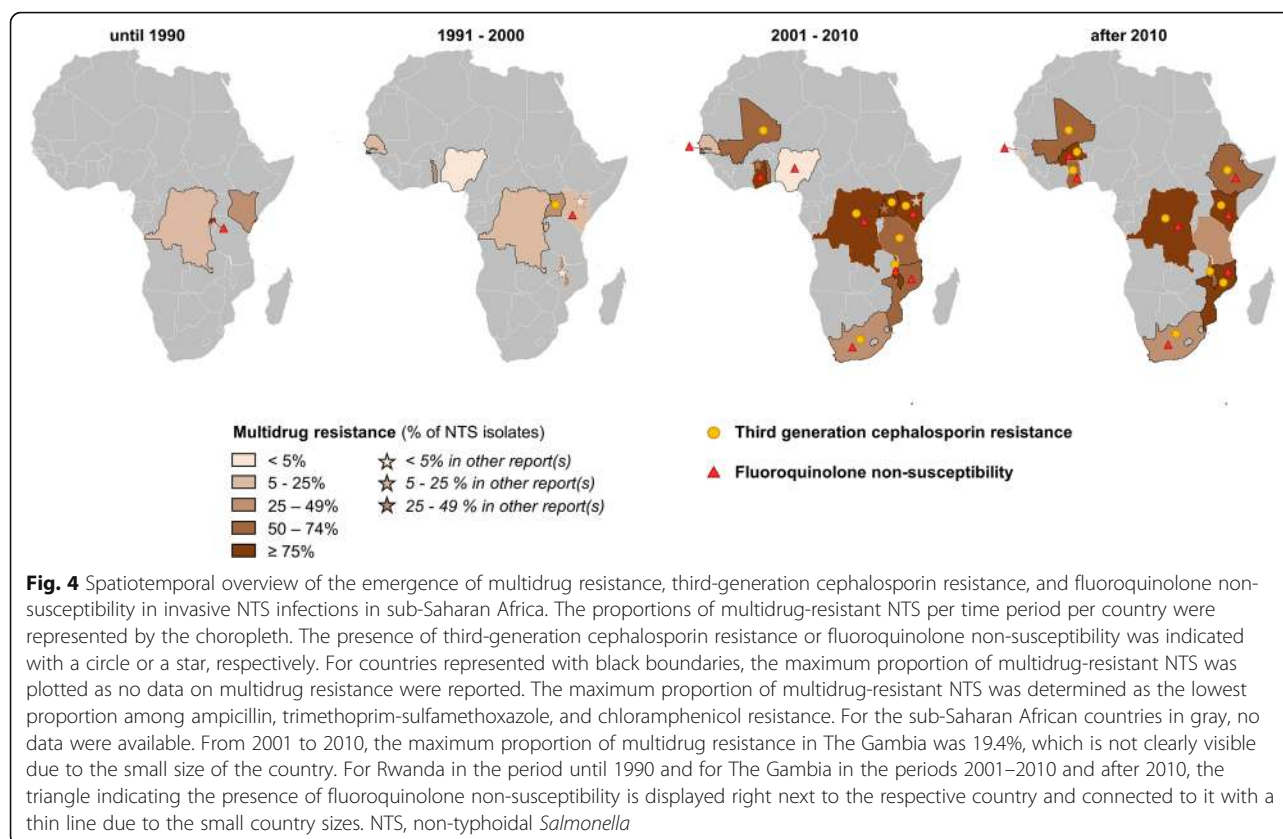 until 1990
1991 - 2000
2001 - 2010
after 2010
Multidrug resistance (% of NTS isolates)
< 5%
5 - 25%
25 – 49%
50 – 74%
≥ 75%
< 5% in other report(s)
5 - 25 % in other report(s)
25 - 49 % in other report(s)
Third generation cephalosporin resistance
Fluoroquinolone non-susceptibility
Fig. 4 Spatiotemporal overview of the emergence of multidrug resistance, third-generation cephalosporin resistance, and fluoroquinolone non-
susceptibility in invasive NTS infections in sub-Saharan Africa. The proportions of multidrug-resistant NTS per time period per country were
represented by the choropleth. The presence of third-generation cephalosporin resistance or fluoroquinolone non-susceptibility was indicated
with a circle or a star, respectively. For countries represented with black boundaries, the maximum proportion of multidrug-resistant NTS was
plotted as no data on multidrug resistance were reported. The maximum proportion of multidrug-resistant NTS was determined as the lowest
proportion among ampicillin, trimethoprim-sulfamethoxazole, and chloramphenicol resistance. For the sub-Saharan African countries in gray, no
data were available. From 2001 to 2010, the maximum proportion of multidrug resistance in The Gambia was 19.4%, which is not clearly visible
due to the small size of the country. For Rwanda in the period until 1990 and for The Gambia in the periods 2001–2010 and after 2010, the
triangle indicating the presence of fluoroquinolone non-susceptibility is displayed right next to the respective country and connected to it with a
thin line due to the small country sizes. NTS, non-typhoidal Salmonella